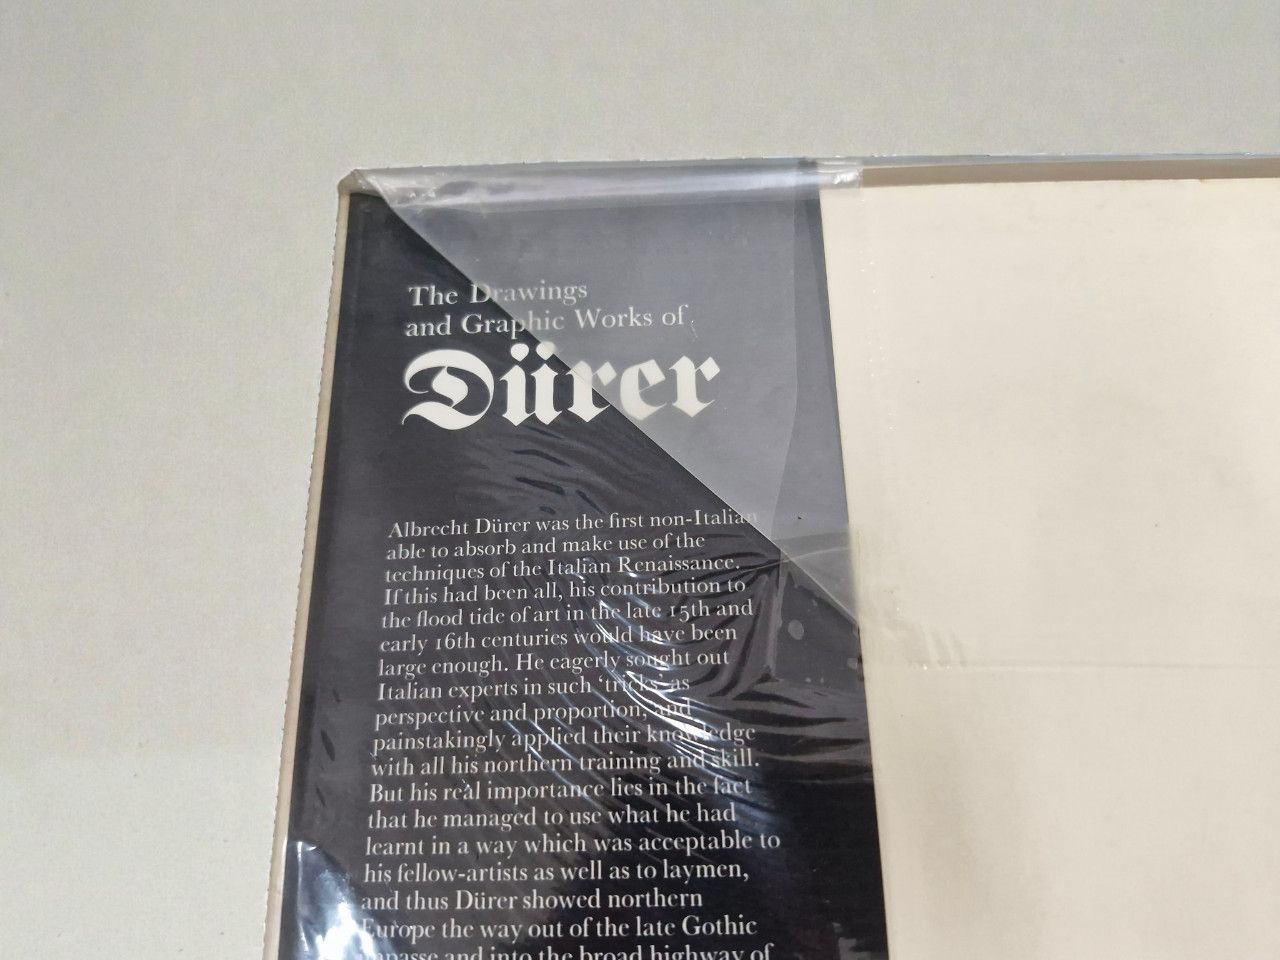 The Drawings
and Graphic Works of
Dürer
Albrecht Dürer was the first non-Italian
able to absorb and make use of the
techniques of the Italian Renaissance.
If this had been all, his contribution to
the flood tide of art in the late 15th and
early 16th centuries would have been
large enough. He eagerly sought out
Italian experts in such ‘tricks’ as
perspective and proportion, and
painstakingly applied their knowledge
with all his northern training and skill.
But his real importance lies in the fact
that he managed to use what he had
learnt in a way which was acceptable to
his fellow-artists as well as to laymen,
and thus Dürer showed northern
Europe the way out of the late Gothic
and into the broad highway of